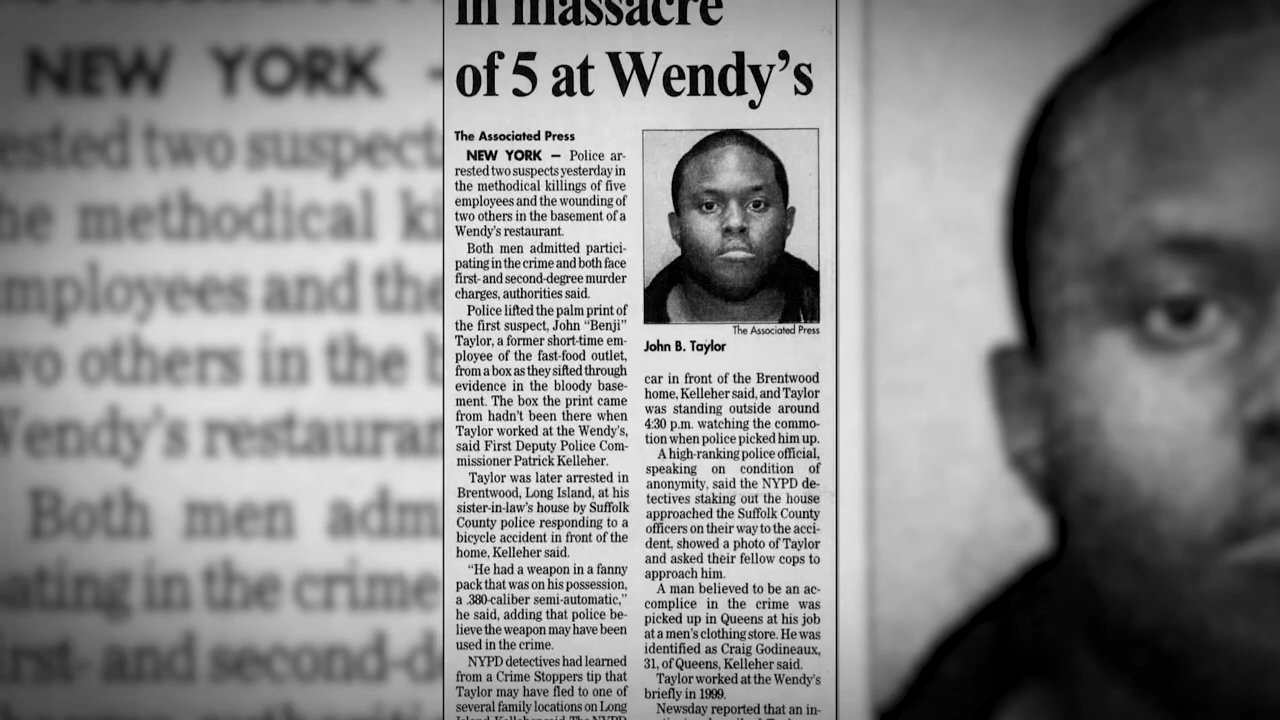 in massacre
of 5 at Wendy's
The Associated Press
NEW YORK — Police ar-
rested two suspects yesterday in
the methodical killings of five
employees and the wounding of
two others in the basement of a
Wendy's restaurant.
Both men admitted partici-
pating in the crime and both face
first- and second-degree murder
charges, authorities said.
Police lifted the palm print of
the first suspect, John “Benji”
Taylor, a former short-time em-
ployee of the fast-food outlet,
from a box as they sifted through
evidence in the bloody base-
ment. The box the print came
from hadn't been there when
Taylor worked at the Wendy's,
said First Deputy Police Com-
missioner Patrick Kelleher.
Taylor was later arrested in
Brentwood, Long Island, at his
sister-in-law's house by Suffolk
County police responding to a
bicycle accident in front of the
home, Kelleher said.
“He had a weapon in a fanny
pack that was on his possession,
a .380-caliber semi-automatic,”
he said, adding that police be-
lieve the weapon may have been
used in the crime.
NYPD detectives had learned
from a Crime Stoppers tip that
Taylor may have fled to one of
several family locations on Long
Island, Kelleher said. The NYPD
The Associated Press
John B. Taylor
car in front of the Brentwood
home, Kelleher said, and Taylor
was standing outside around
4:30 p.m. watching the commo-
tion when police picked him up.
A high-ranking police official,
speaking on condition of
anonymity, said the NYPD de-
tectives staking out the house
approached the Suffolk County
officers on their way to the acci-
dent, showed a photo of Taylor
and asked their fellow cops to
approach him.
A man believed to be an ac-
complice in the crime was
picked up in Queens at his job
at a men's clothing store. He was
identified as Craig Godineaux,
31, of Queens, Kelleher said.
Taylor worked at the Wendy's
briefly in 1999.
Newsday reported that an in-
NEW YORK -
ested two suspect
he methodical k
mployees and the
wo others in the b
Wendy's restauran
Both men adm
ating in the crime
irst- and second-d